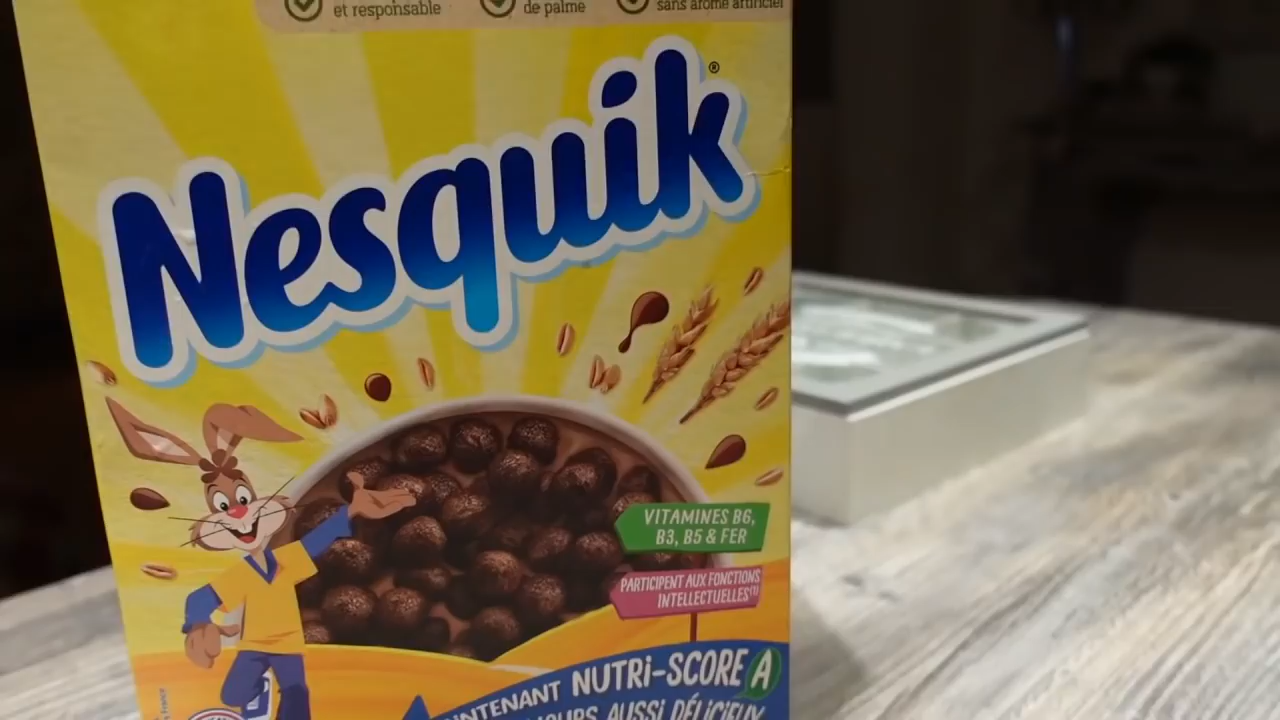 et responsable
de palme
sans arôme artificiel
Nesquik®
VITAMINES B6,
B3, B5 & FER
PARTICIPENT AUX FONCTIONS
INTELLECTUELLES(1)
NUTRI-SCORE A
AUSSI DÉLICIEUX